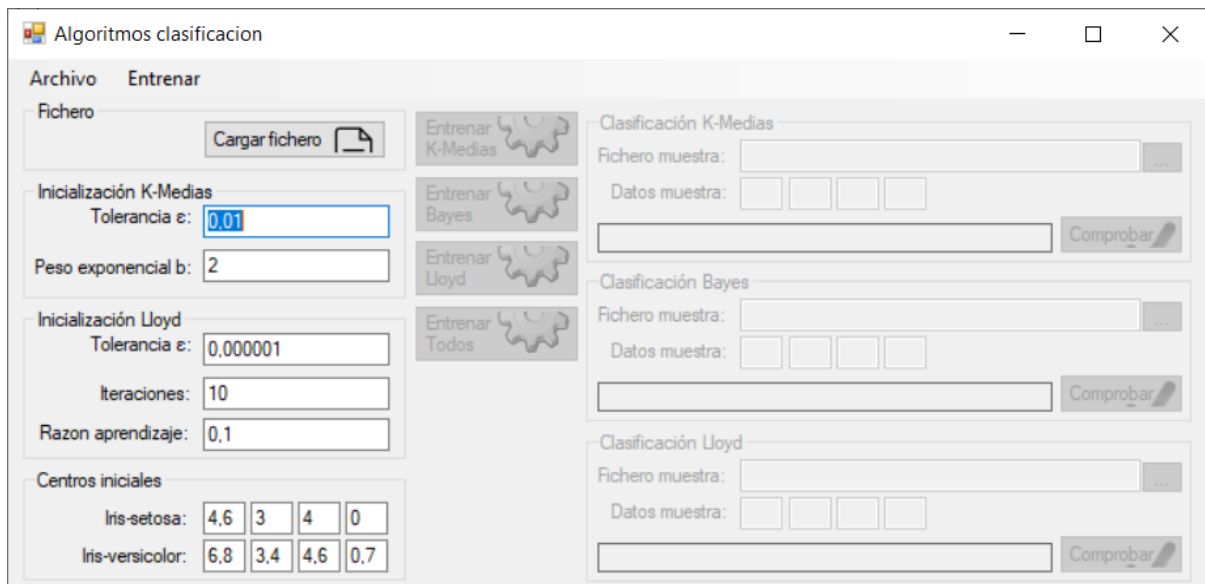 Algoritmos clasificacion
Archivo Entrenar
Fichero
Cargar fichero
Inicialización K-Medias
Tolerancia ε: 0,01
Peso exponencial b: 2
Inicialización Lloyd
Tolerancia ε: 0,000001
Iteraciones: 10
Razon aprendizaje: 0,1
Centros iniciales
Iris-setosa: 4,6 3 4 0
Iris-versicolor: 6,8 3,4 4,6 0,7
Entrenar
K-Medias
Entrenar
Bayes
Entrenar
Lloyd
Entrenar
Todos
Clasificación K-Medias
Fichero muestra: ...
Datos muestra:
Comprobar
Clasificación Bayes
Fichero muestra: ...
Datos muestra:
Comprobar
Clasificación Lloyd
Fichero muestra: ...
Datos muestra:
Comprobar